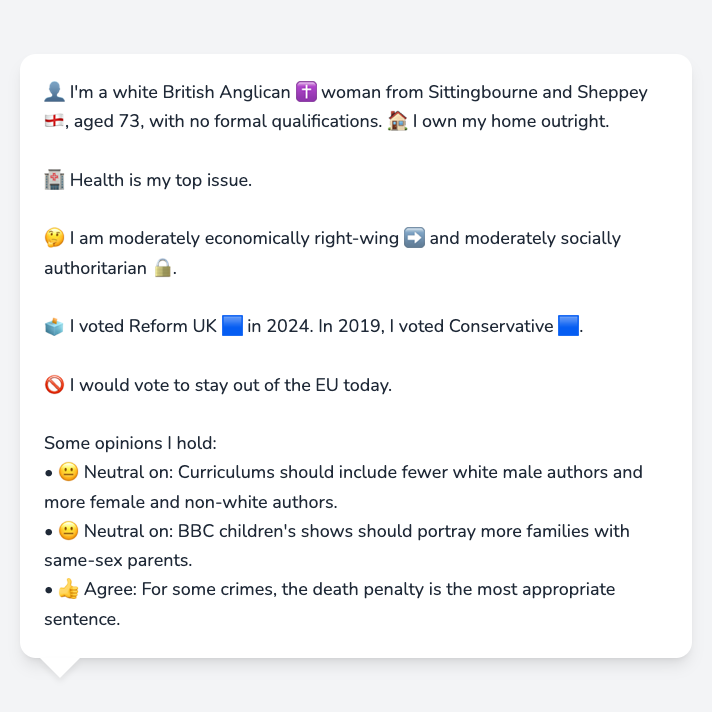 👤 I'm a white British Anglican ✝️ woman from Sittingbourne and Sheppey
🏴󠁧󠁢󠁥󠁮󠁧󠁿, aged 73, with no formal qualifications. 🏠 I own my home outright.
🏥 Health is my top issue.
🤔 I am moderately economically right-wing ➡️ and moderately socially
authoritarian 🔒.
🗳️ I voted Reform UK 🟦 in 2024. In 2019, I voted Conservative 🟦.
🚫 I would vote to stay out of the EU today.
Some opinions I hold:
• 😐 Neutral on: Curriculums should include fewer white male authors and
more female and non-white authors.
• 😐 Neutral on: BBC children's shows should portray more families with
same-sex parents.
• 👍 Agree: For some crimes, the death penalty is the most appropriate
sentence.